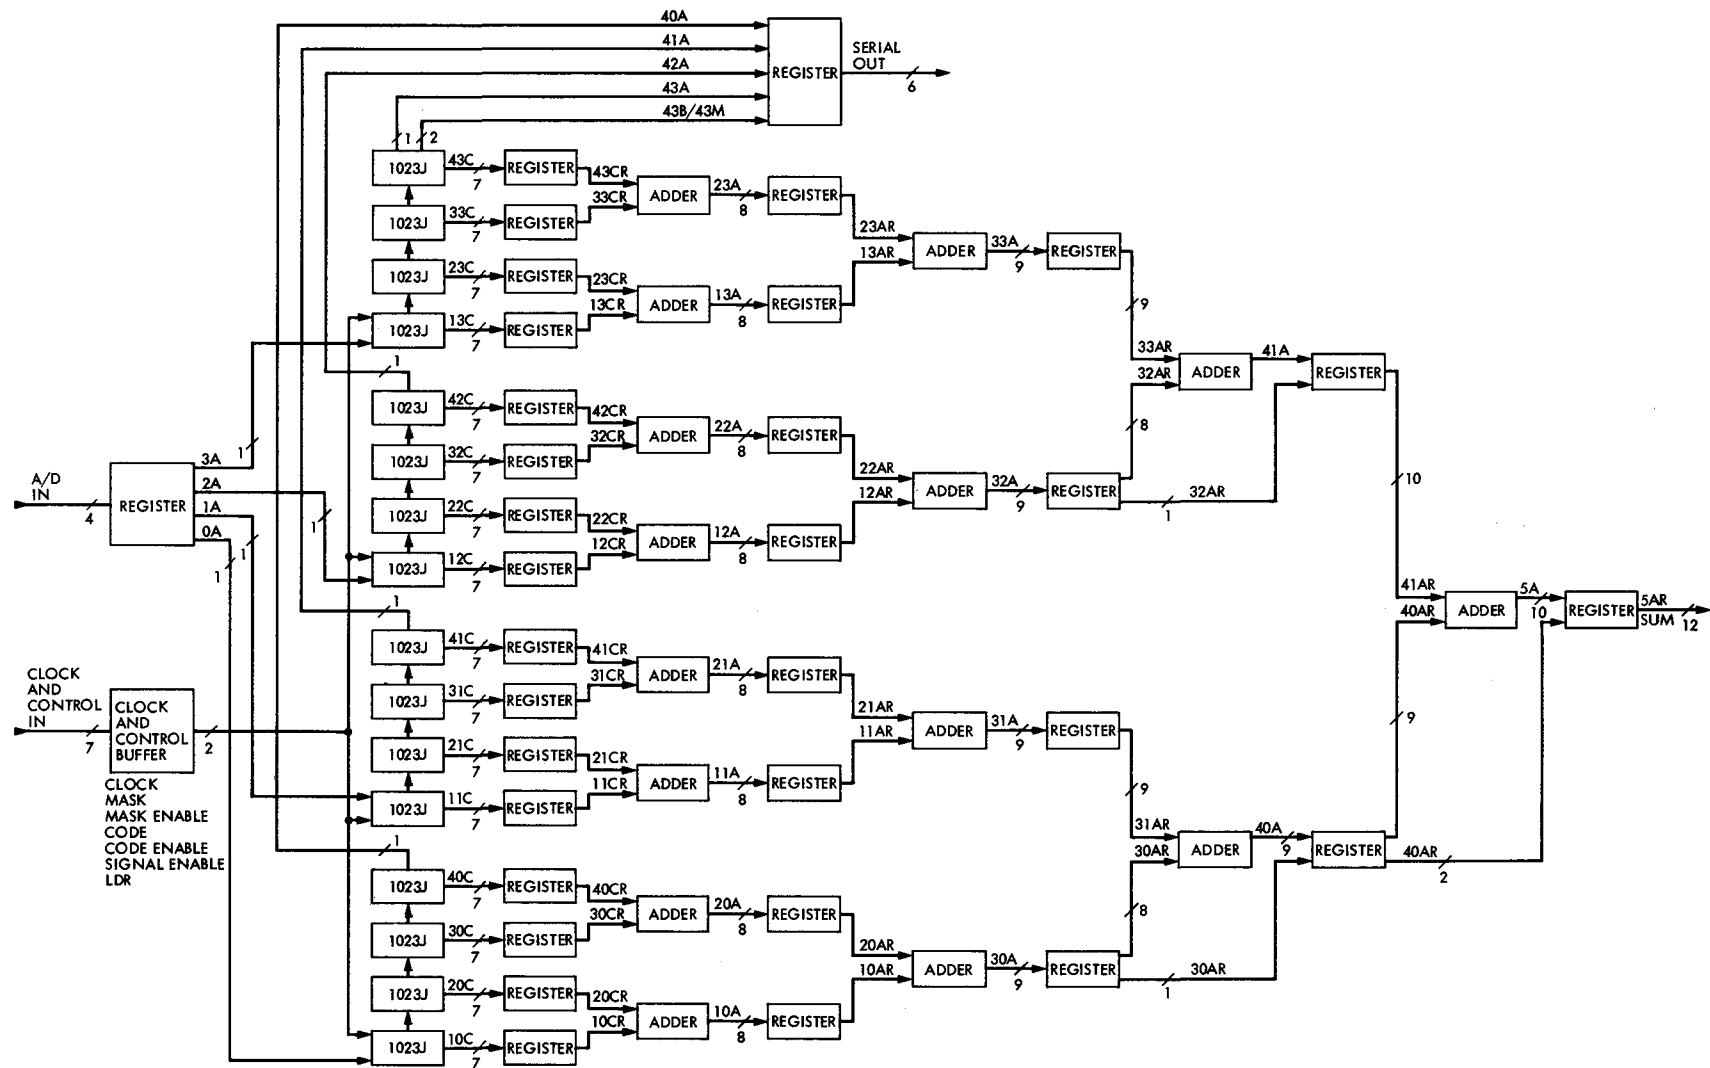 40A
41A
42A
43A
43B/43M
REGISTER
SERIAL
OUT
6
1 2
1023J 43C 7 REGISTER 43CR
1023J 33C 7 REGISTER 33CR
ADDER 23A 8 REGISTER 23AR
1023J 23C 7 REGISTER 23CR
1023J 13C 7 REGISTER 13CR
ADDER 13A 8 REGISTER 13AR
ADDER 33A 9 REGISTER
9
33AR
1
1023J 42C 7 REGISTER 42CR
1023J 32C 7 REGISTER 32CR
ADDER 22A 8 REGISTER 22AR
1023J 22C 7 REGISTER 22CR
1023J 12C 7 REGISTER 12CR
ADDER 12A 8 REGISTER 12AR
ADDER 32A 9 REGISTER
32AR
8
1
32AR
ADDER 41A REGISTER
10
41AR
A/D
IN
4
REGISTER
3A
1
2A
1
1A
1
0A
1
1
1023J 41C 7 REGISTER 41CR
1023J 31C 7 REGISTER 31CR
ADDER 21A 8 REGISTER 21AR
1023J 21C 7 REGISTER 21CR
1023J 11C 7 REGISTER 11CR
ADDER 11A 8 REGISTER 11AR
ADDER 31A 9 REGISTER
9
31AR
40AR
ADDER 5A 10 REGISTER 5AR
SUM 12
CLOCK
AND
CONTROL
IN
7
CLOCK
AND
CONTROL
BUFFER
2
CLOCK
MASK
MASK ENABLE
CODE
CODE ENABLE
SIGNAL ENABLE
LDR
1
1023J 40C 7 REGISTER 40CR
1023J 30C 7 REGISTER 30CR
ADDER 20A 8 REGISTER 20AR
1023J 20C 7 REGISTER 20CR
1023J 10C 7 REGISTER 10CR
ADDER 10A 8 REGISTER 10AR
ADDER 30A 9 REGISTER
30AR
8
1
30AR
ADDER 40A 9 REGISTER
9
40AR
2